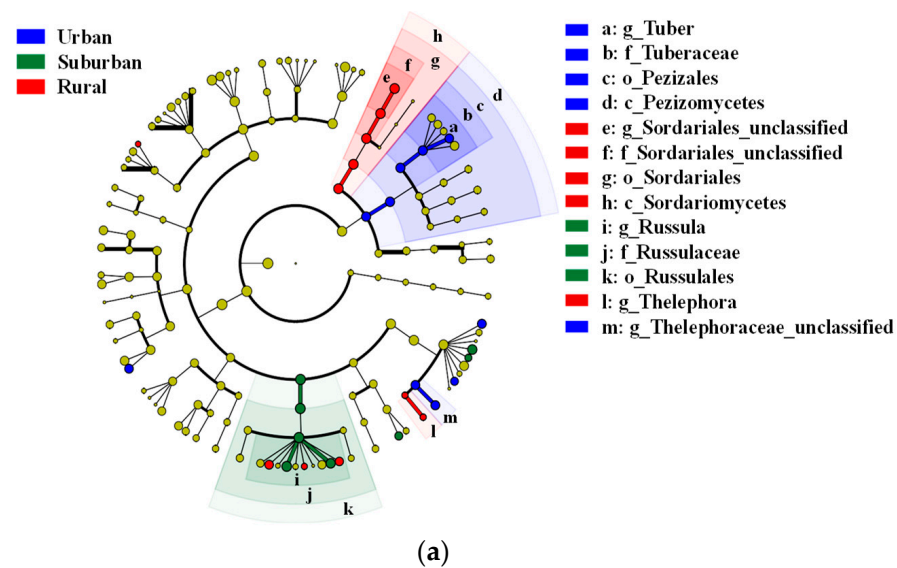 Urban
Suburban
Rural
h
f
g
e
d
c
b
a
a: g_Tuber
b: f_Tuberaceae
c: o_Pezizales
d: c_Pezizomycetes
e: g_Sordariales_unclassified
f: f_Sordariales_unclassified
g: o_Sordariales
h: c_Sordariomycetes
i: g_Russula
j: f_Russulaceae
k: o_Russulales
l: g_Thelephora
m: g_Thelephoraceae_unclassified
m
l
i
j
k
(a)